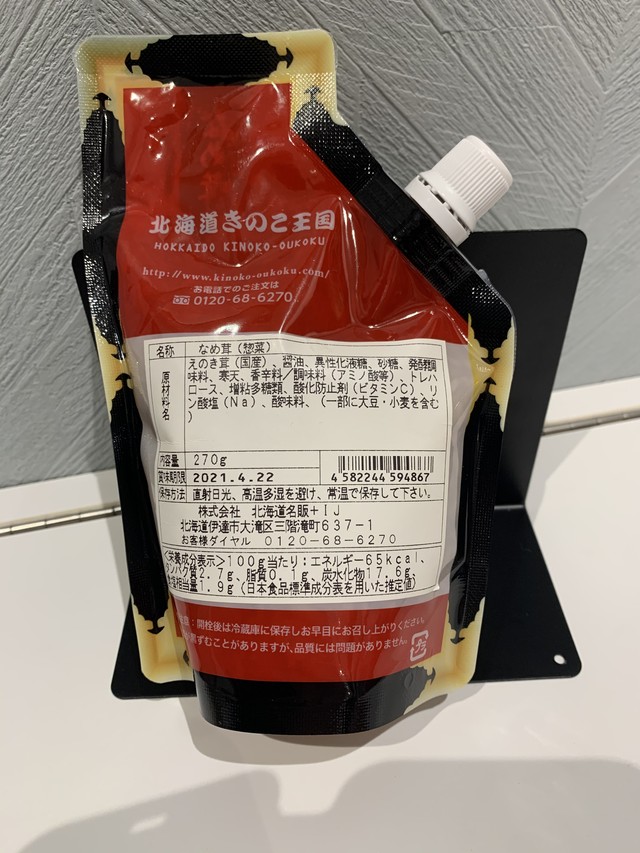 北海道きのこ王国
HOKKAIDO KINOKO-OUKOKU
http://www.kinoko-oukoku.com/
お電話でのご注文は
0120-68-6270
名称 なめ茸（惣菜）
原材料名 えのき茸（国産）、醤油、異性化液糖、砂糖、発酵調
味料、寒天、香辛料／調味料（アミノ酸等）、トレハ
ロース、増粘多糖類、酸化防止剤（ビタミンC）、リ
ン酸塩（Na）、酸味料、（一部に大豆・小麦を含む
）
内容量 270g
賞味期限 2021.4.22
4 582244 594867
保存方法 直射日光、高温多湿を避け、常温で保存して下さい。
株式会社 北海道名販+IJ
北海道伊達市大滝区三階滝町637-1
お客様ダイヤル 0120-68-6270
<栄養成分表示>100g当たり:エネルギー65kcal、
タンパク質2.7g、脂質0.1g、炭水化物17.6g、
食塩相当量1.9g（日本食品標準成分表を用いた推定値）
：開栓後は冷蔵庫に保存しお早目にお召し上がりください。
黒ずむことがありますが、品質には問題がありません。
プラ